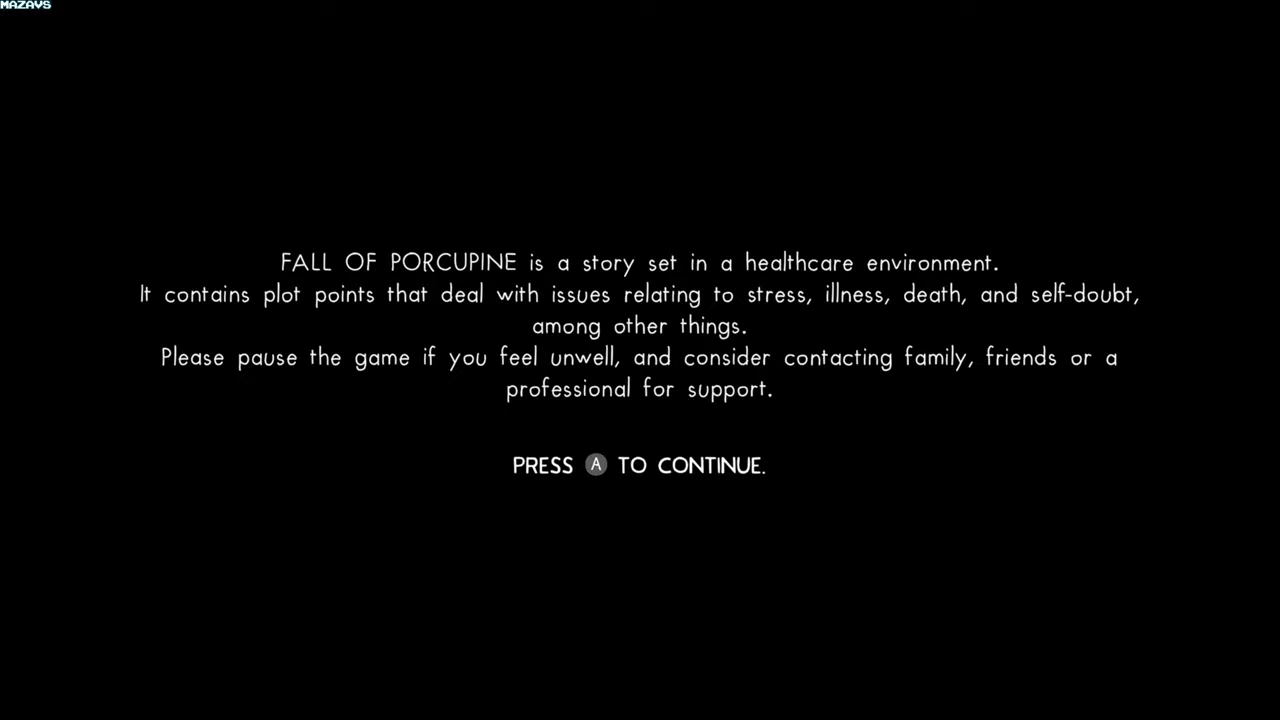 MAZAVS
FALL OF PORCUPINE is a story set in a healthcare environment.
It contains plot points that deal with issues relating to stress, illness, death, and self-doubt,
among other things.
Please pause the game if you feel unwell, and consider contacting family, friends or a
professional for support.
PRESS A TO CONTINUE.